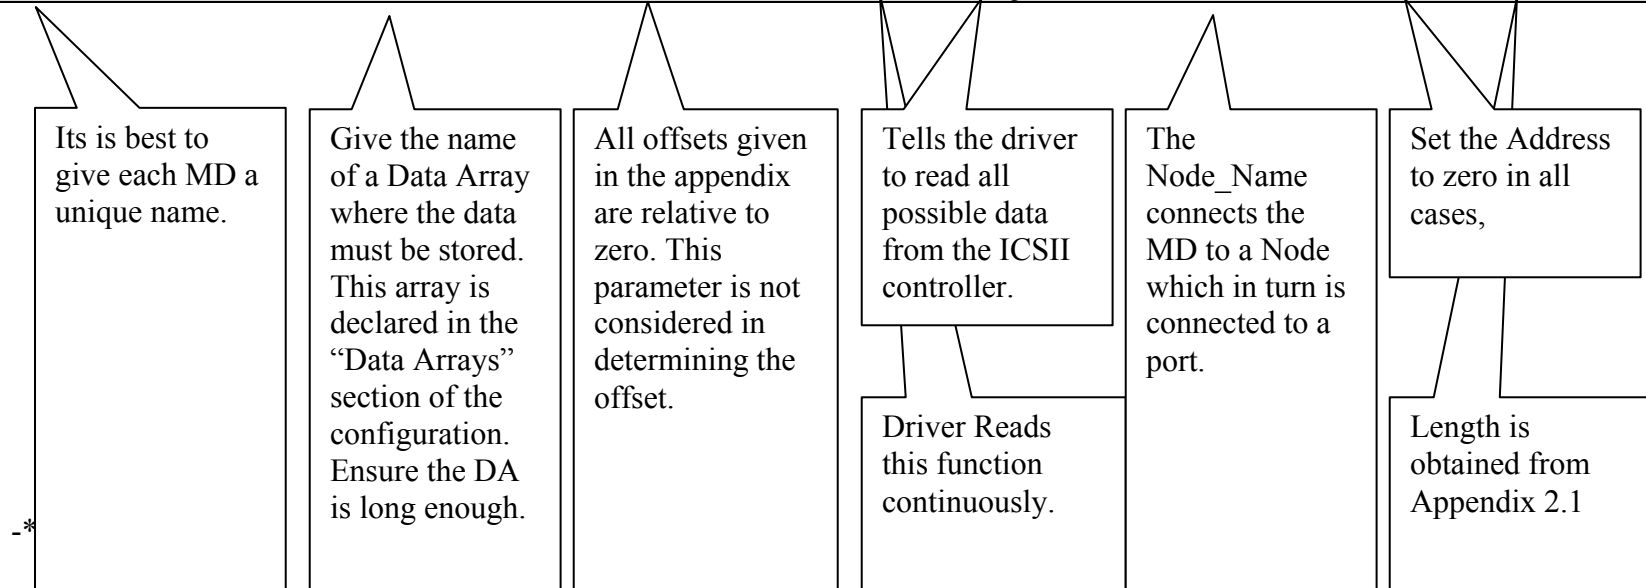 Its is best to
give each MD a
unique name.
Give the name
of a Data Array
where the data
must be stored.
This array is
declared in the
“Data Arrays”
section of the
configuration.
Ensure the DA
is long enough.
All offsets given
in the appendix
are relative to
zero. This
parameter is not
considered in
determining the
offset.
Tells the driver
to read all
possible data
from the ICSII
controller.
Driver Reads
this function
continuously.
The
Node_Name
connects the
MD to a Node
which in turn is
connected to a
port.
Set the Address
to zero in all
cases,
Length is
obtained from
Appendix 2.1
-*